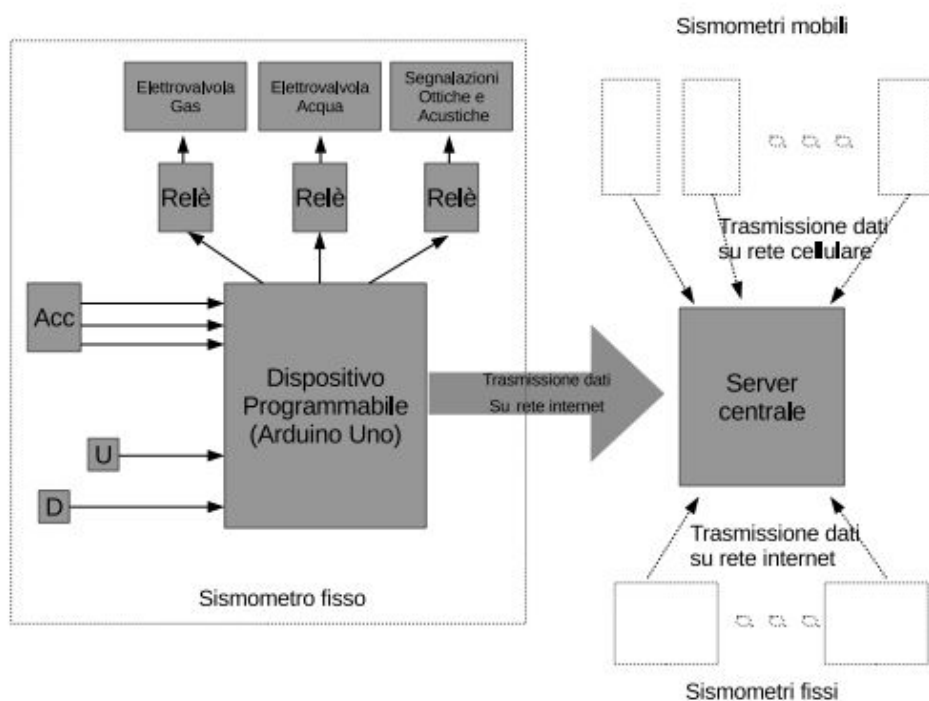 Sismometri mobili
Elettrovalvola
Gas
Elettrovalvola
Acqua
Segnalazioni
Ottiche e
Acustiche
Relè
Relè
Relè
Trasmissione dati
su rete cellulare
Acc
Dispositivo
Programmabile
(Arduino Uno)
Trasmissione dati
Su rete internet
Server
centrale
U
D
Trasmissione dati
su rete internet
Sismometro fisso
Sismometri fissi